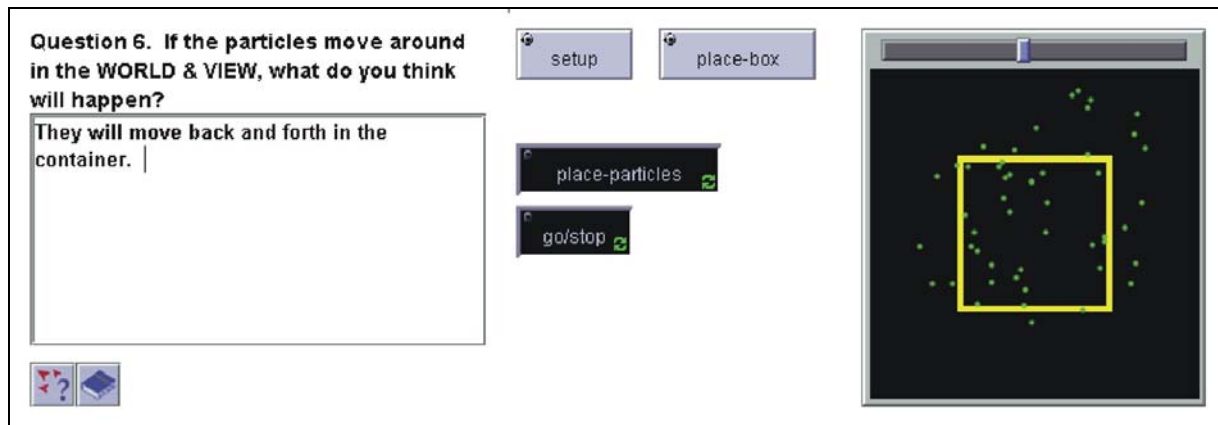 Question 6. If the particles move around
in the WORLD & VIEW, what do you think
will happen?
They will move back and forth in the
container.
setup
place-box
place-particles
go/stop
?